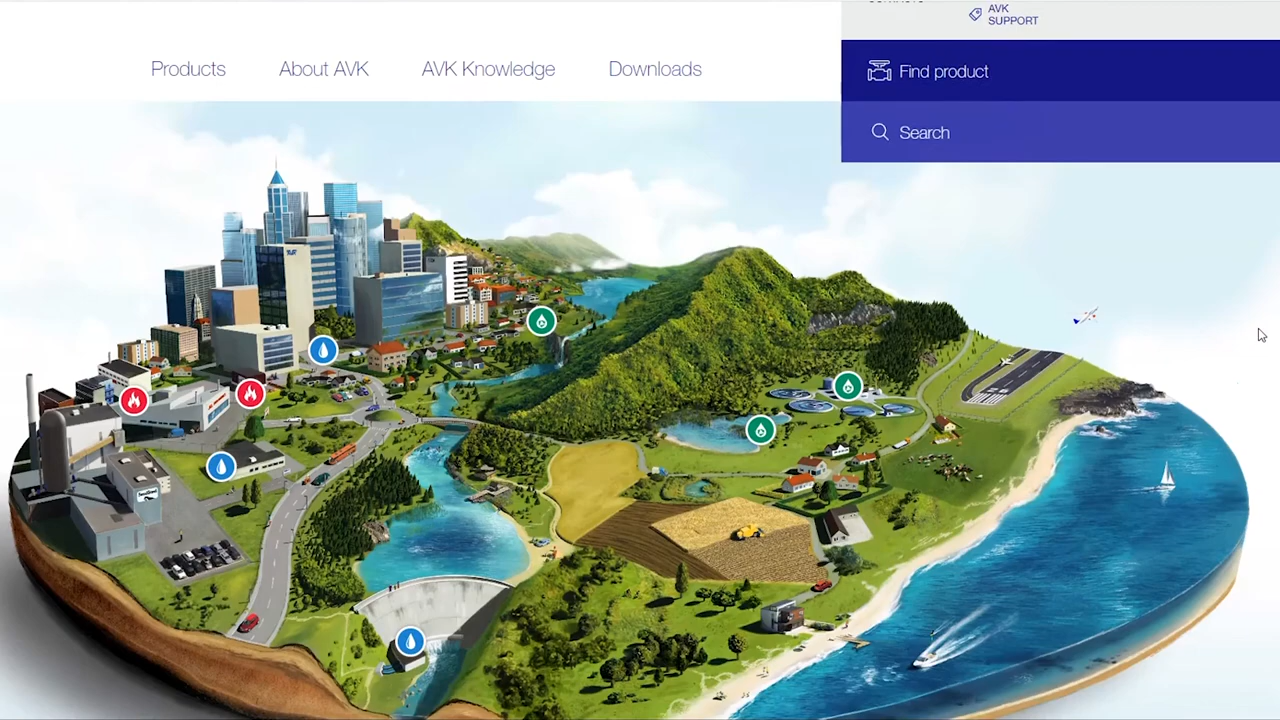 AVK
SUPPORT
Products
About AVK
AVK Knowledge
Downloads
Find product
Search